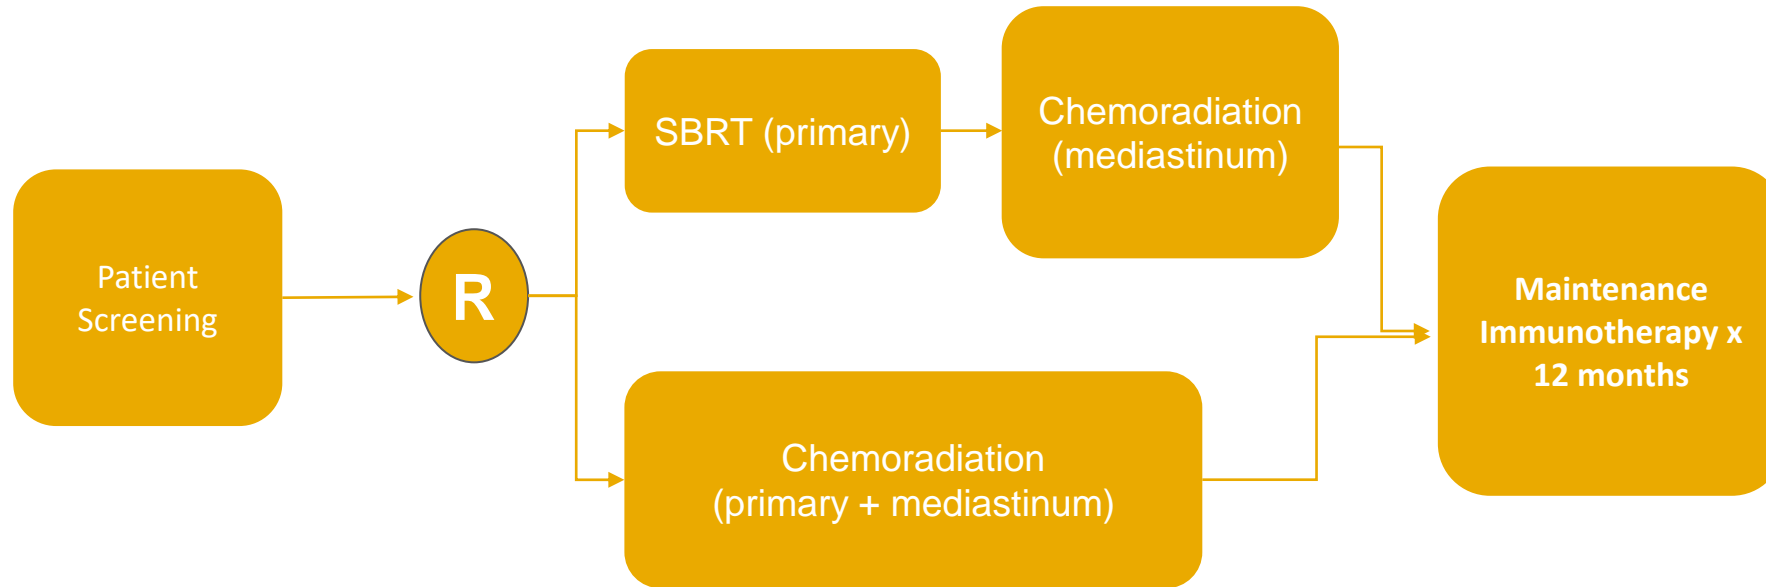 Patient
Screening
R
SBRT (primary)
Chemoradiation
(mediastinum)
Chemoradiation
(primary + mediastinum)
Maintenance
Immunotherapy x
12 months